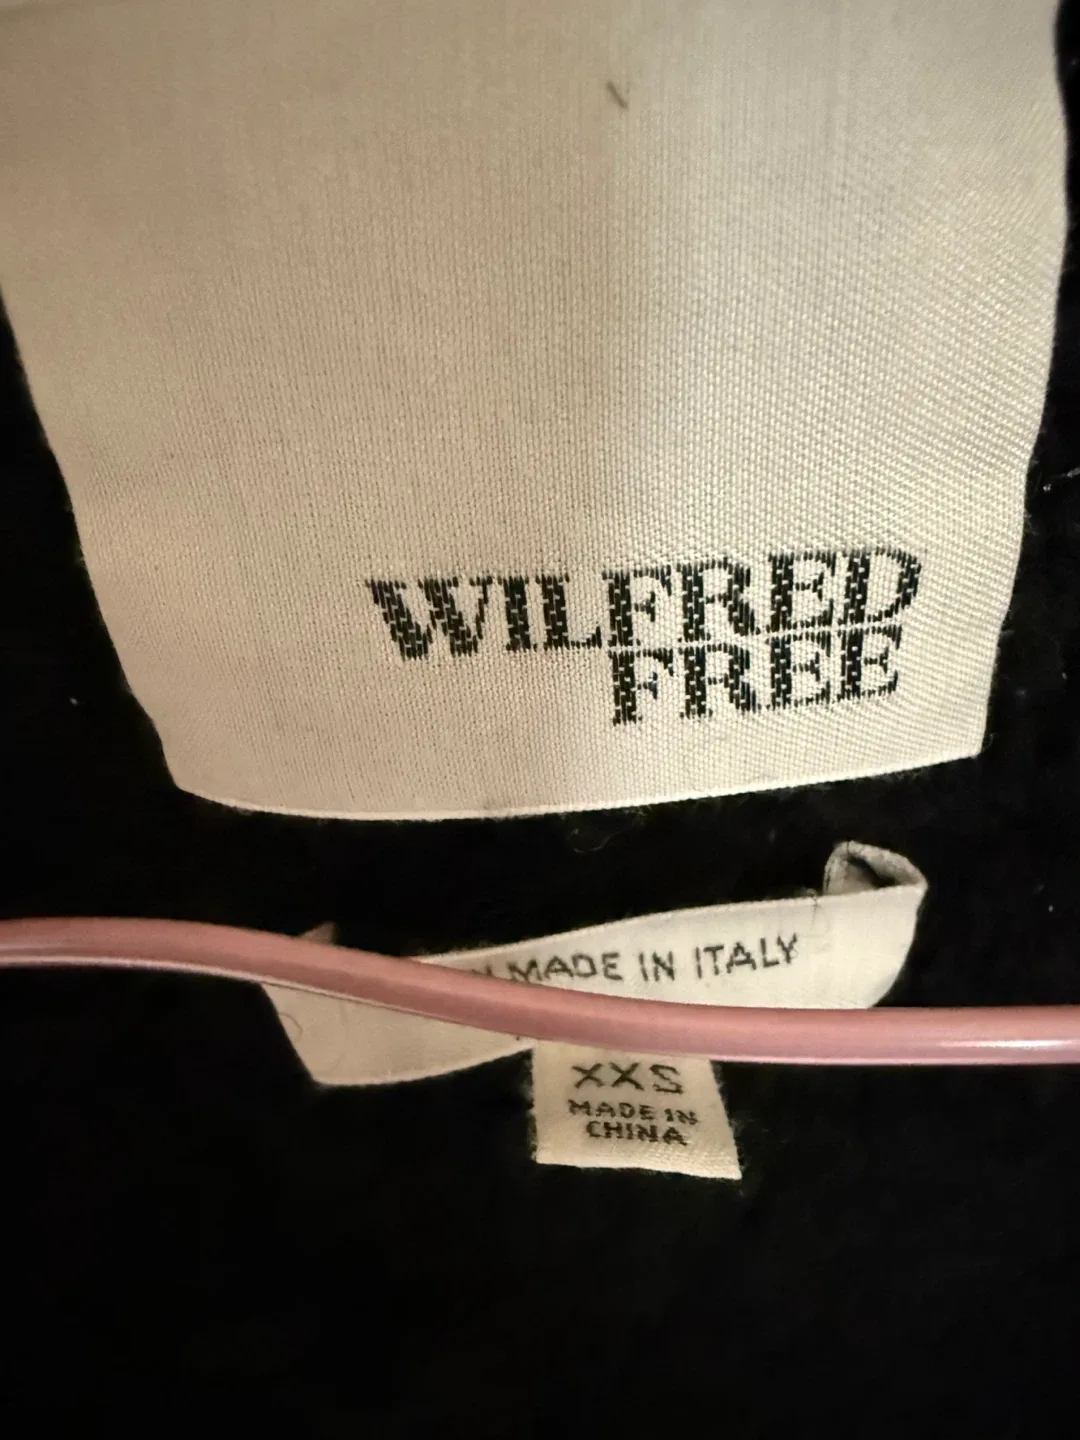 WILFRED
FREE
MADE IN ITALY
XXS
MADE IN
CHINA